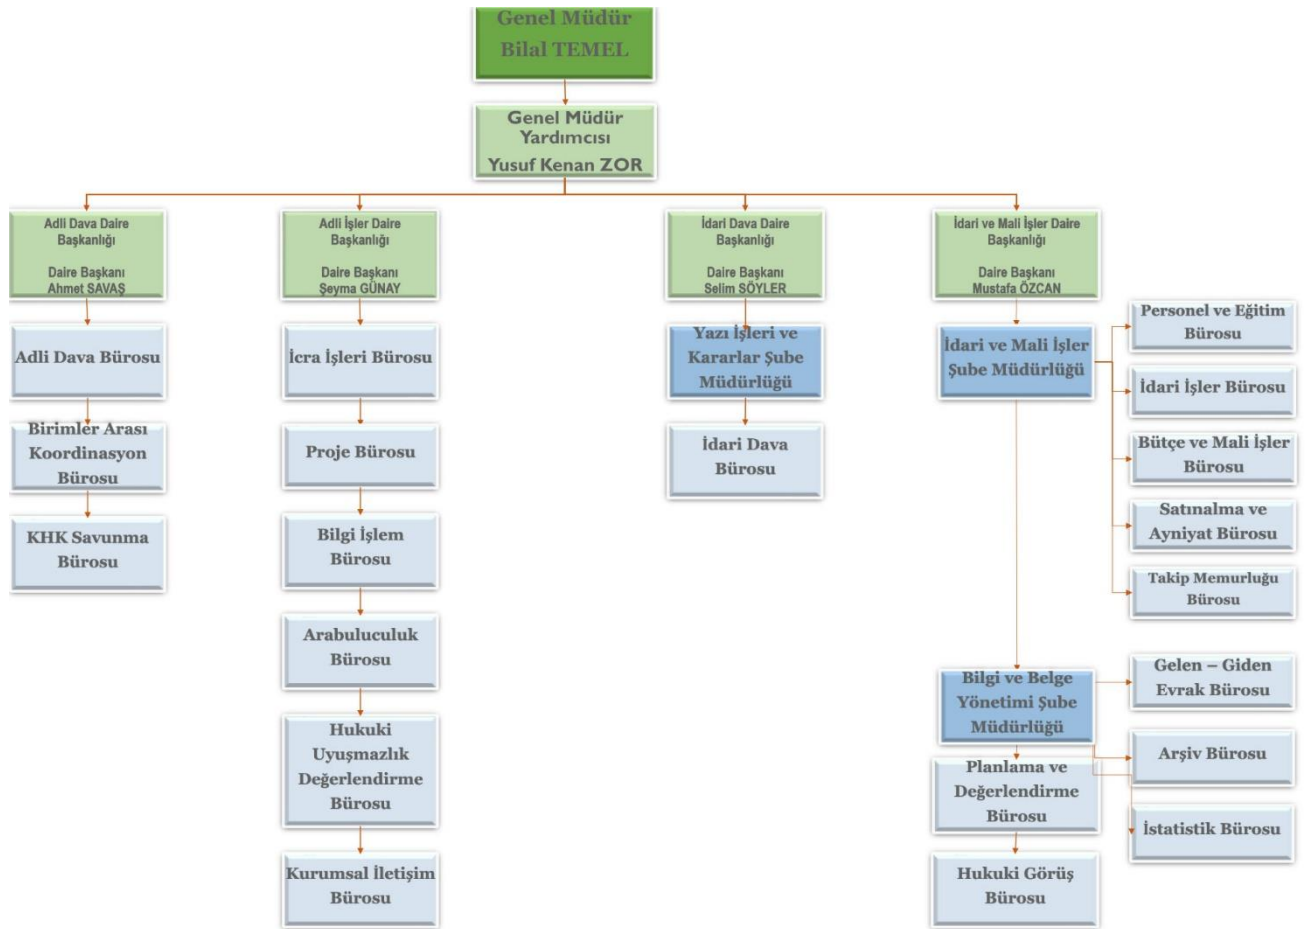 Genel Müdür
Bilal TEMEL
Genel Müdür
Yardımcısı
Yusuf Kenan ZOR
Adli Dava Daire
Başkanlığı
Daire Başkanı
Ahmet SAVAŞ
Adli İşler Daire
Başkanlığı
Daire Başkanı
Şeyma GÜNAY
İdari Dava Daire
Başkanlığı
Daire Başkanı
Selim SÖYLER
İdari ve Mali İşler Daire
Başkanlığı
Daire Başkanı
Mustafa ÖZCAN
Adli Dava Bürosu
Birimler Arası
Koordinasyon
Bürosu
KHK Savunma
Bürosu
İcra İşleri Bürosu
Proje Bürosu
Bilgi İşlem
Bürosu
Arabuluculuk
Bürosu
Hukuki
Uyuşmazlık
Değerlendirme
Bürosu
Kurumsal İletişim
Bürosu
Yazı İşleri ve
Kararlar Şube
Müdürlüğü
İdari Dava
Bürosu
İdari ve Mali İşler
Şube Müdürlüğü
Personel ve Eğitim
Bürosu
İdari İşler Bürosu
Bütçe ve Mali İşler
Bürosu
Satınalma ve
Ayniyat Bürosu
Takip Memurluğu
Bürosu
Bilgi ve Belge
Yönetimi Şube
Müdürlüğü
Gelen – Giden
Evrak Bürosu
Arşiv Bürosu
İstatistik Bürosu
Planlama ve
Değerlendirme
Bürosu
Hukuki Görüş
Bürosu